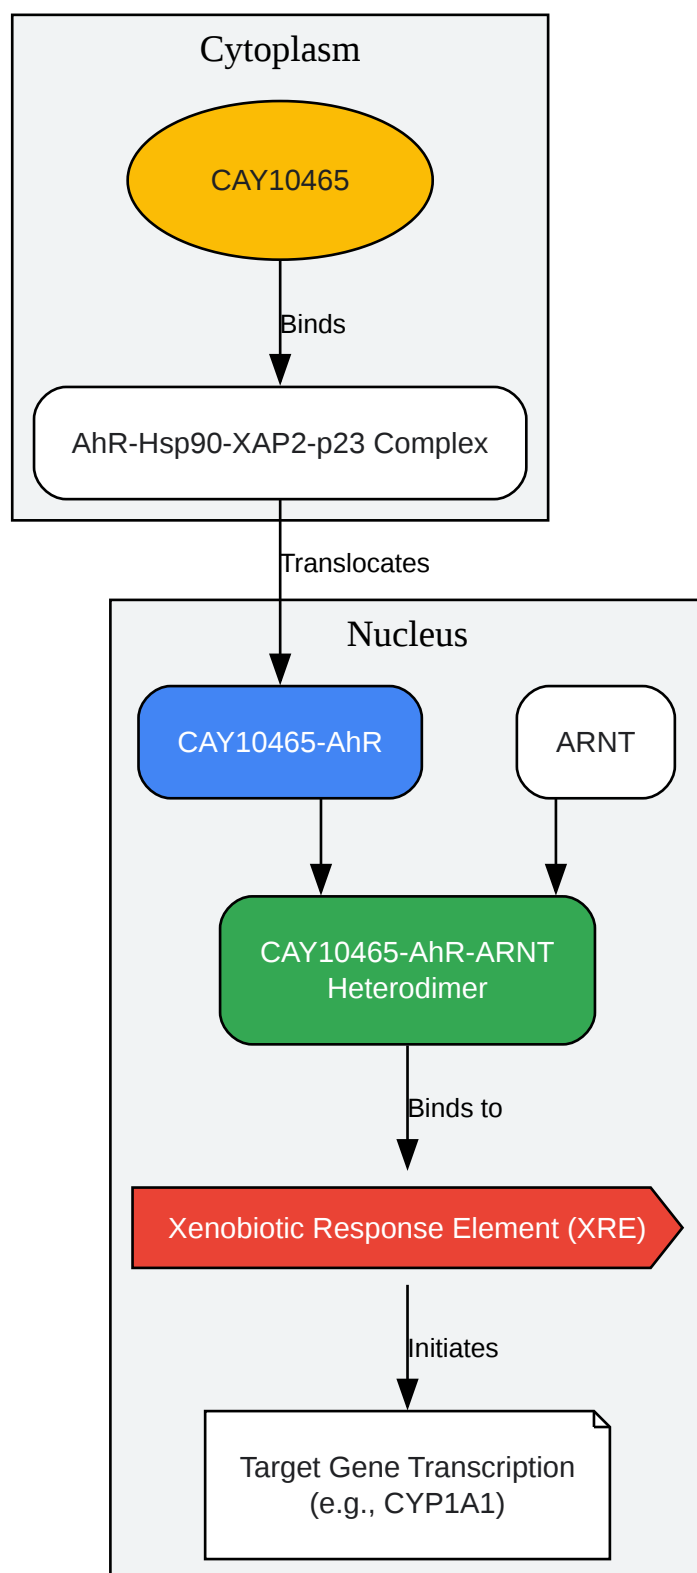 Cytoplasm
CAY10465
Binds
AhR-Hsp90-XAP2-p23 Complex
Translocates
Nucleus
CAY10465-AhR
ARNT
CAY10465-AhR-ARNT
Heterodimer
Binds to
Xenobiotic Response Element (XRE)
Initiates
Target Gene Transcription
(e.g., CYP1A1)